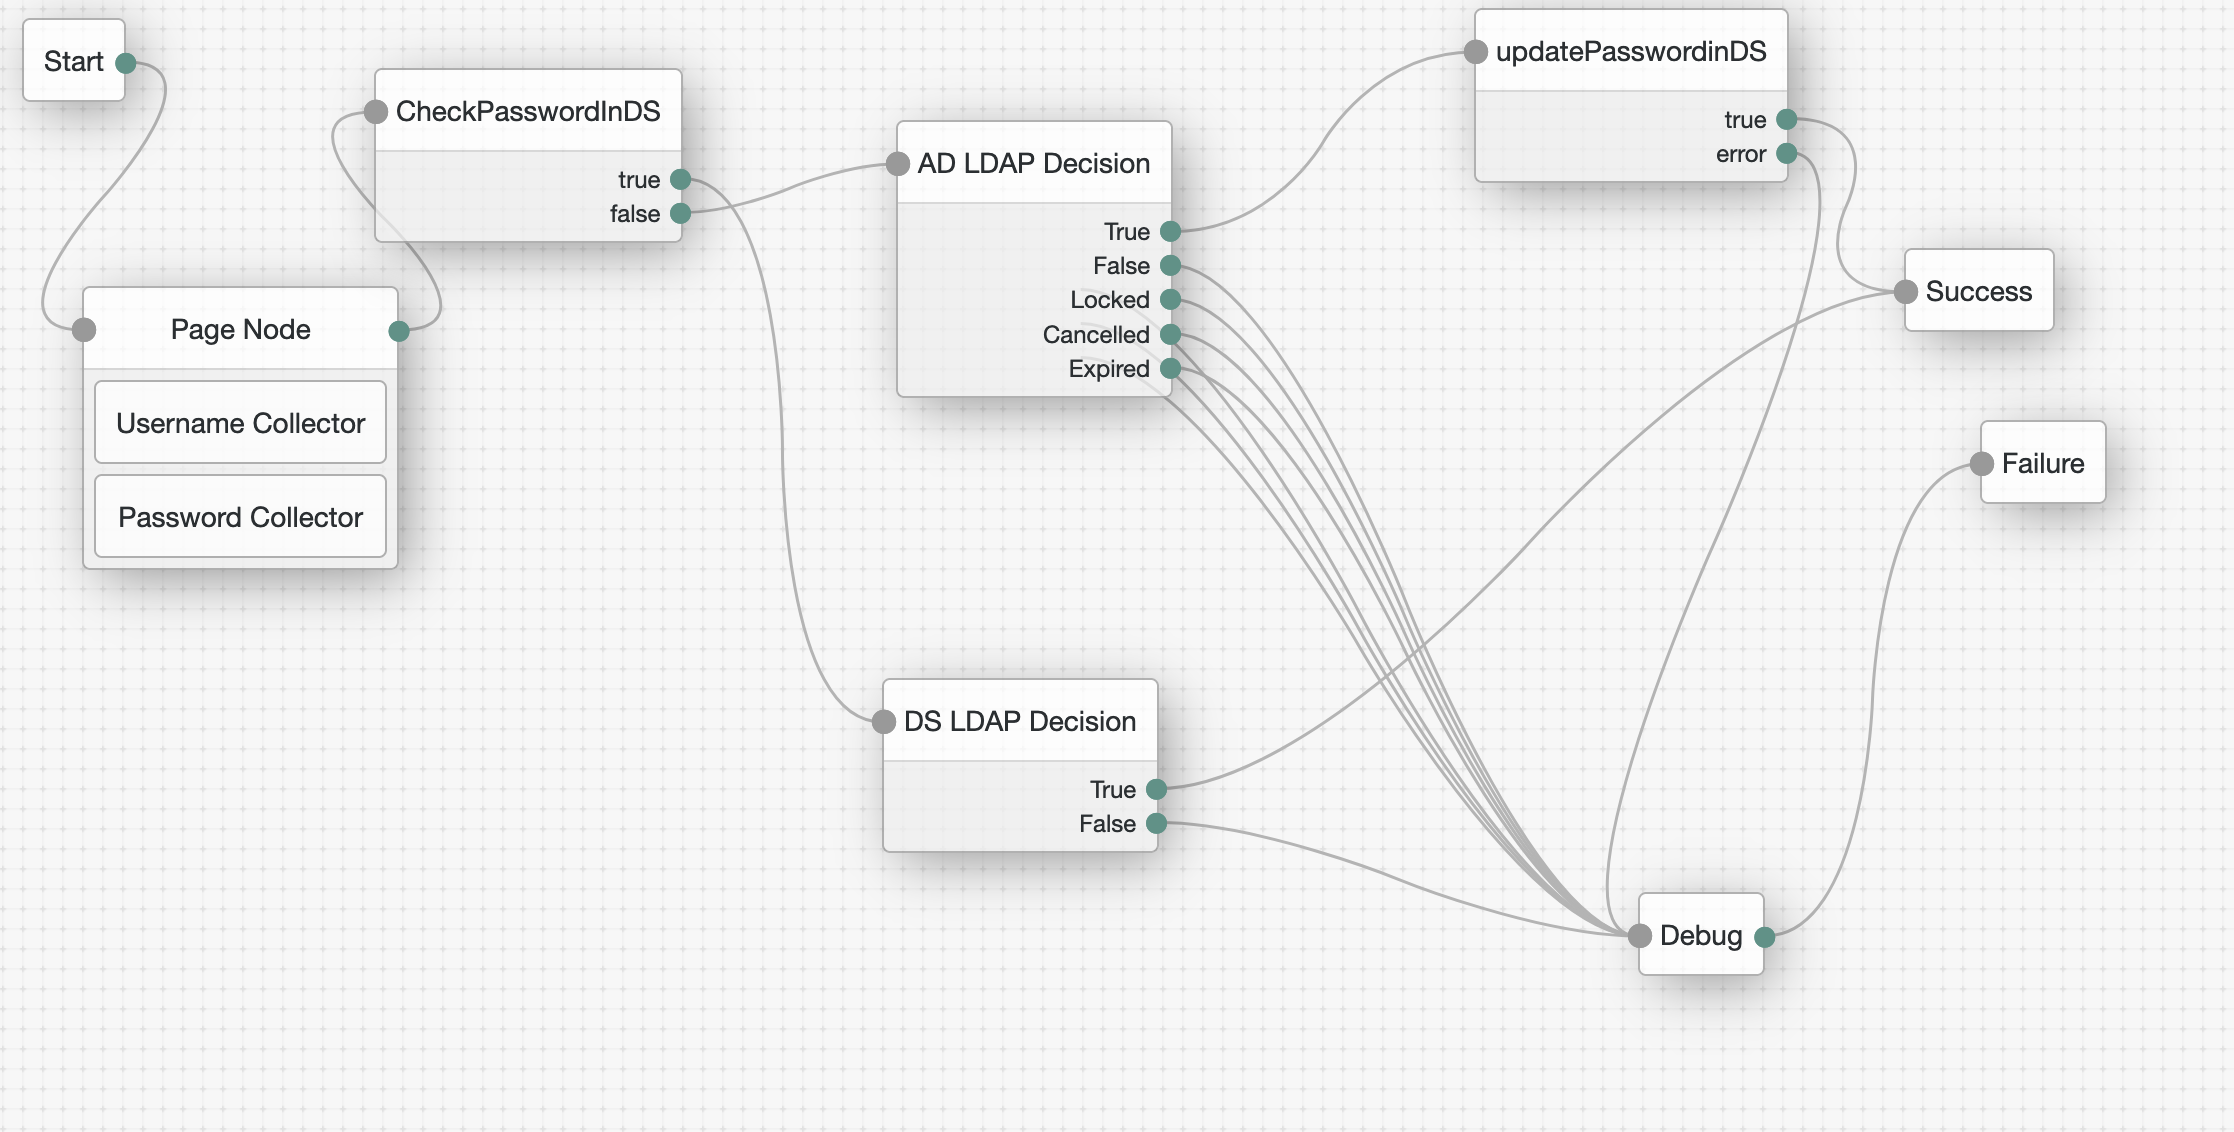 Start
Page Node
Username Collector
Password Collector
CheckPasswordInDS
true
false
AD LDAP Decision
True
False
Locked
Cancelled
Expired
DS LDAP Decision
True
False
updatePasswordinDS
true
error
Success
Failure
Debug